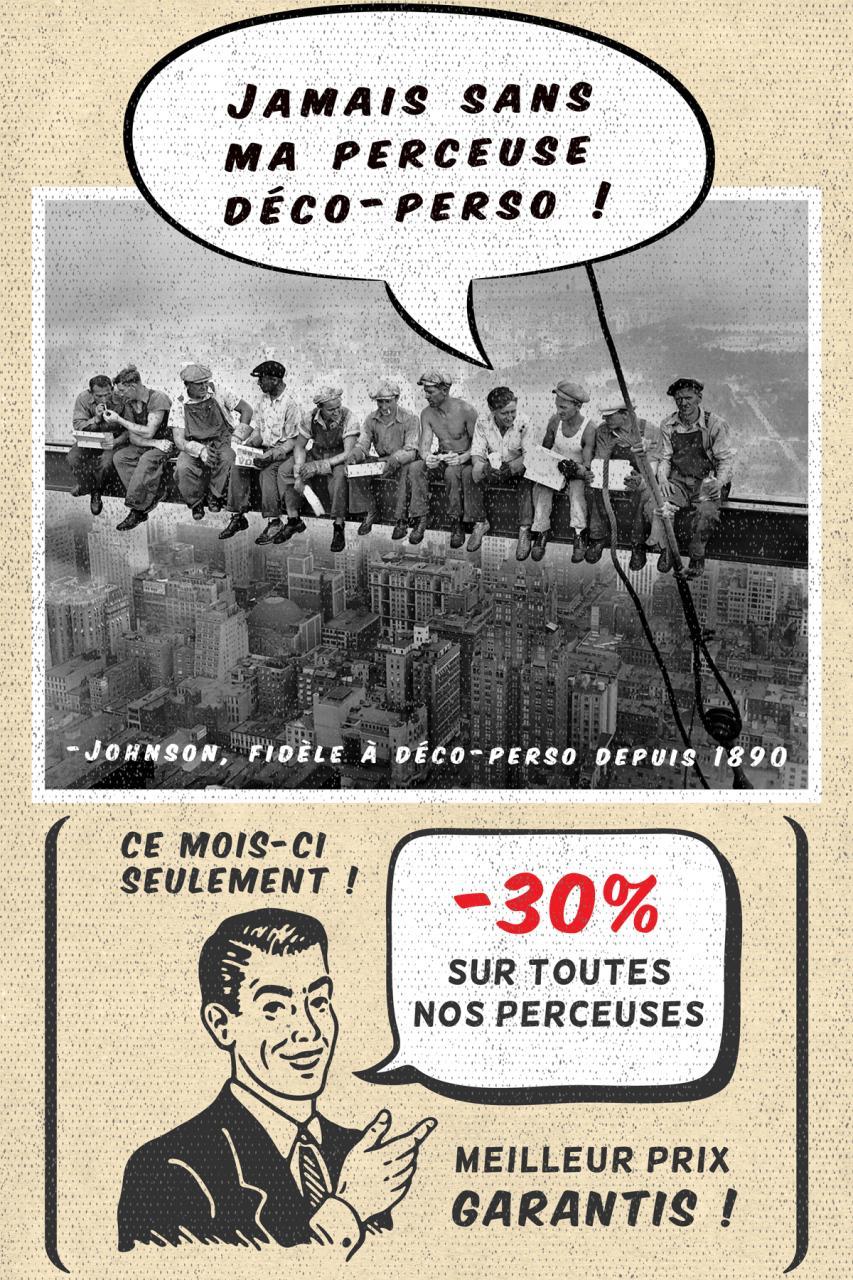 JAMAIS SANS
MA PERCEUSE
DÉCO-PERSO !
-JOHNSON, FIDÈLE À DÉCO-PERSO DEPUIS 1890
CE MOIS-CI
SEULEMENT !
-30%
SUR TOUTES
NOS PERCEUSES
MEILLEUR PRIX
GARANTIS !